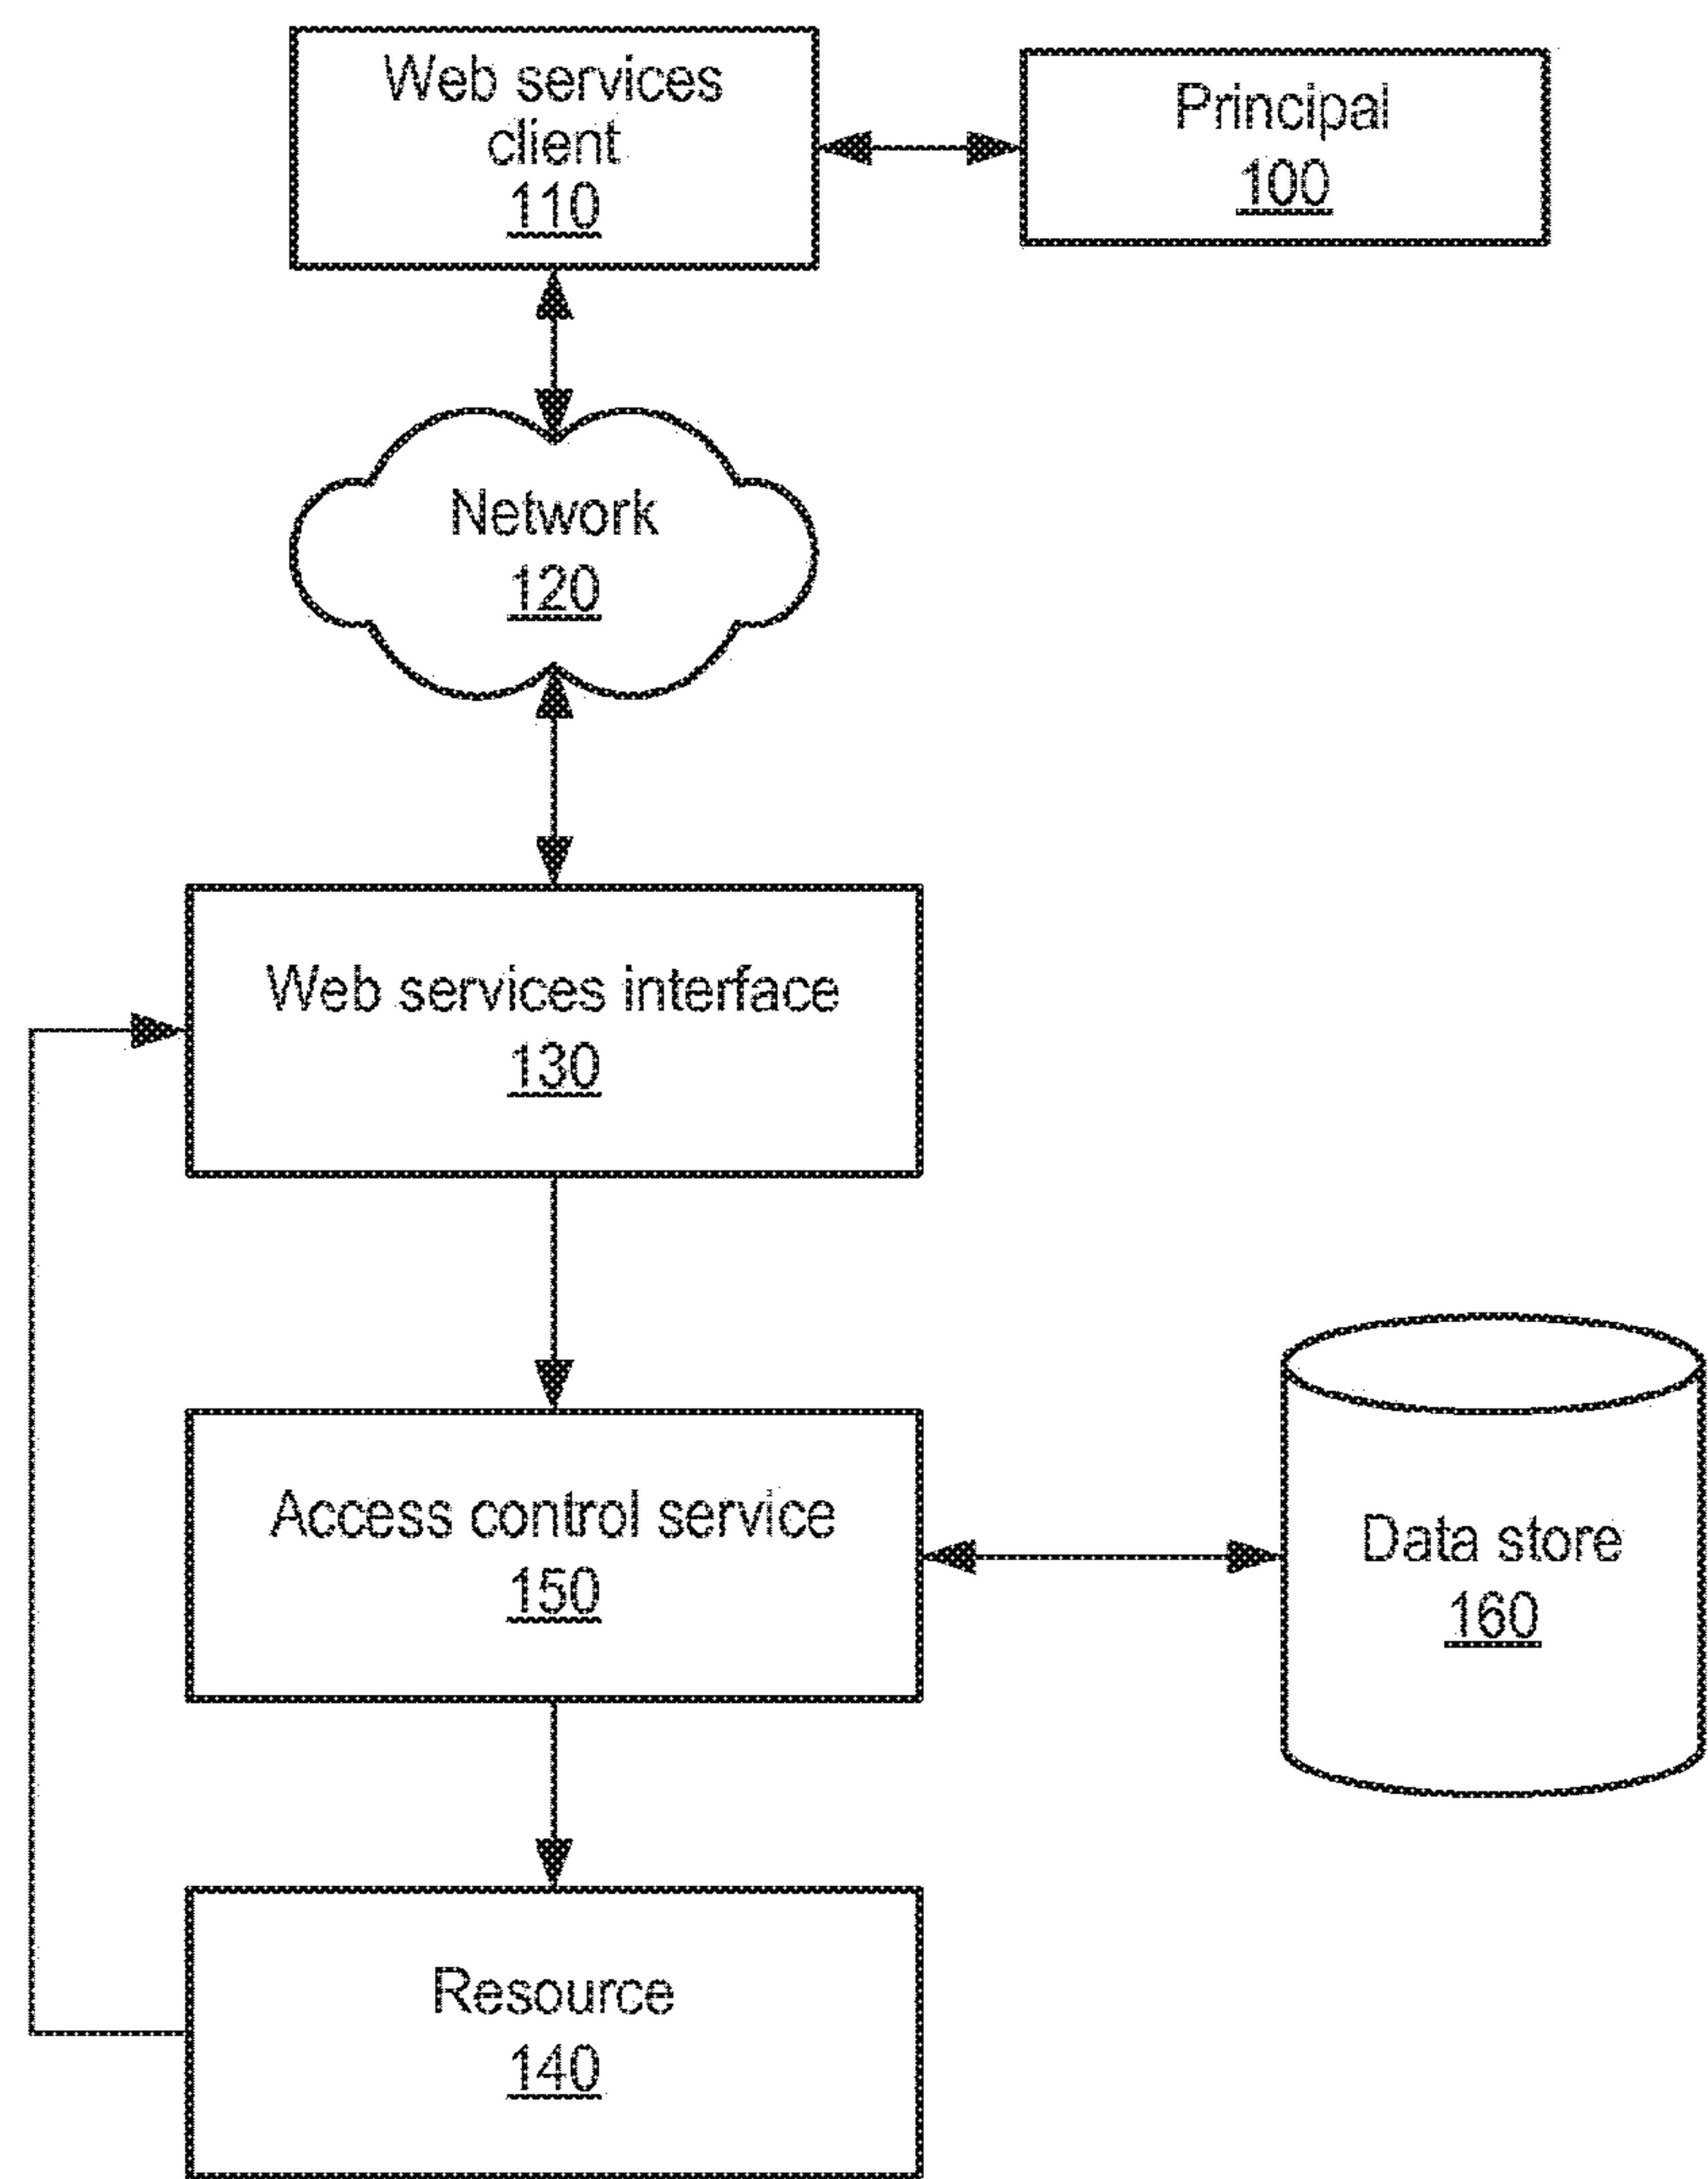 Web services
client
110
Principal
100
Network
120
Web services interface
130
Access control service
150
Data store
160
Resource
140